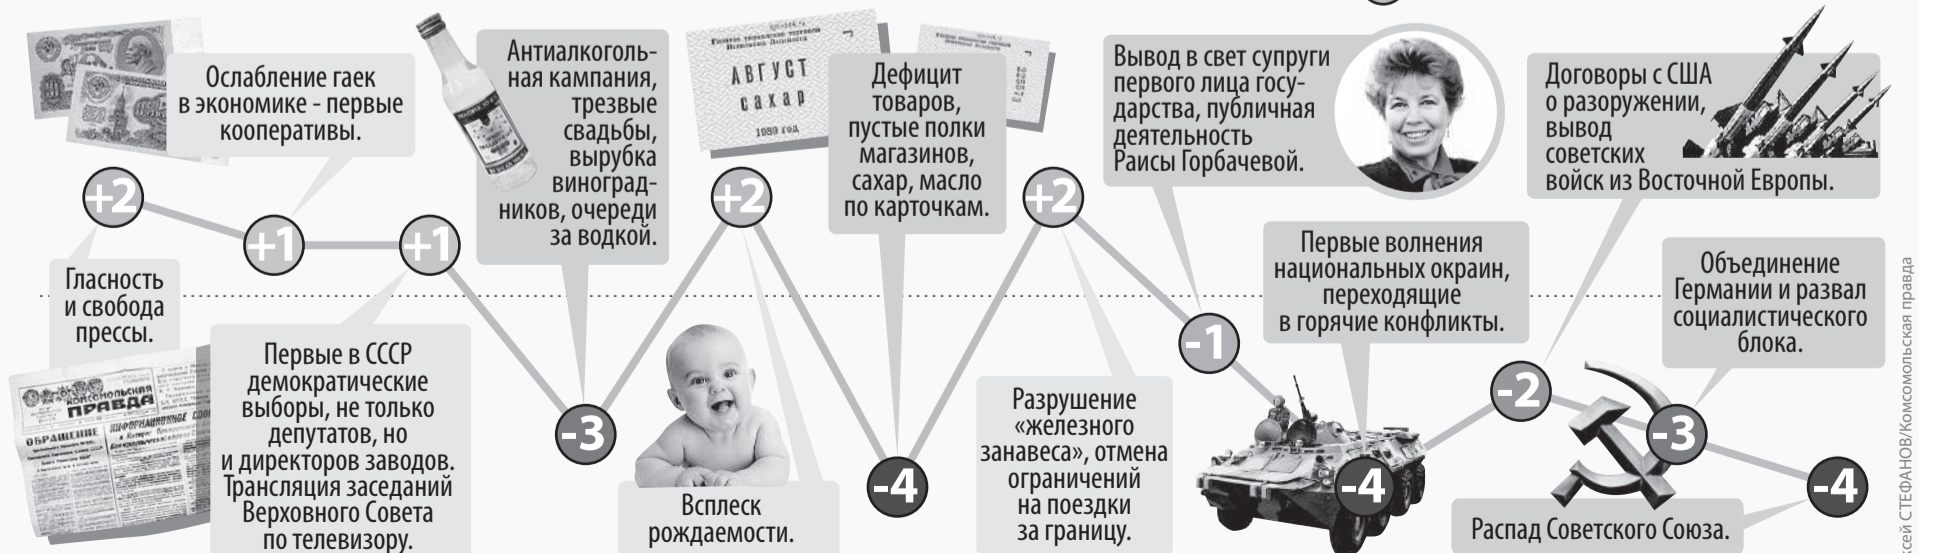 Ослабление гаек
в экономике - первые
кооперативы.
+2
+1
+1
Гласность
и свобода
прессы.
КОМСОМОЛЬСКАЯ
ПРАВДА
ОБРАЩЕНИЕ
Первые в СССР
демократические
выборы, не только
депутатов, но
и директоров заводов.
Трансляция заседаний
Верховного Совета
по телевизору.
Антиалкоголь-
ная кампания,
трезвые
свадьбы,
вырубка
виноград-
ников, очереди
за водкой.
-3
+2
Всплеск
рождаемости.
АВГУСТ
сахар
1989 год
Дефицит
товаров,
пустые полки
магазинов,
сахар, масло
по карточкам.
-4
+2
Разрушение
«железного
занавеса», отмена
ограничений
на поездки
за границу.
Вывод в свет супруги
первого лица госу-
дарства, публичная
деятельность
Раисы Горбачевой.
-1
Первые волнения
национальных окраин,
переходящие
в горячие конфликты.
-4
Договоры с США
о разоружении,
вывод
советских
войск из Восточной Европы.
-2
Объединение
Германии и развал
социалистического
блока.
-3
Распад Советского Союза.
-4
СТЕФАНОВ/Комсомольская правда